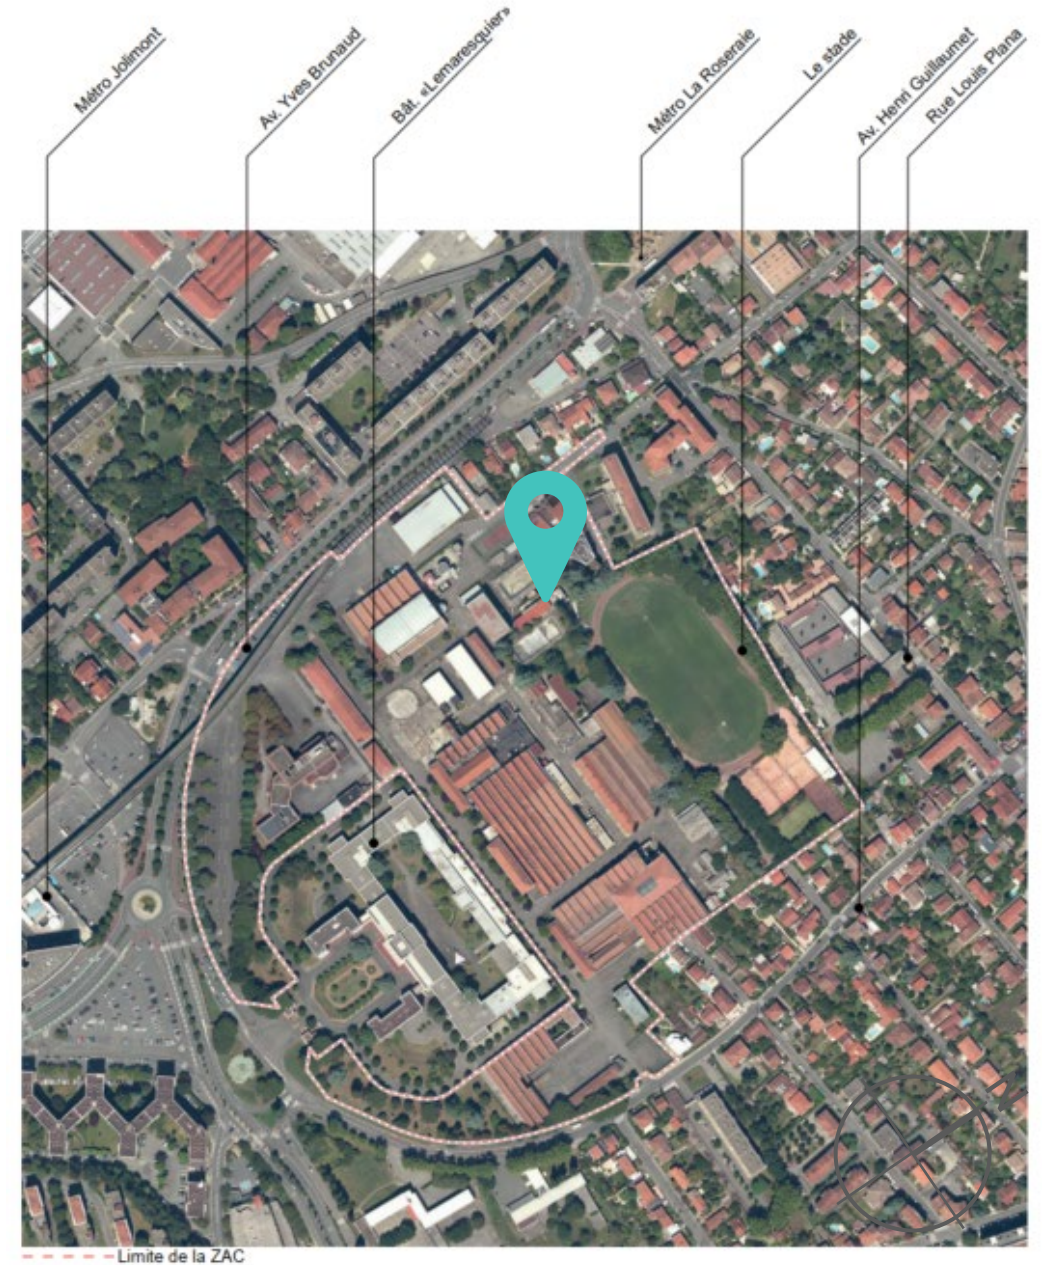 Métro Jolimont
Av. Yves Brunaud
Bât. «Lemaresquier»
Métro La Roseraie
Le stade
Av. Henri Guillaumet
Rue Louis Plana
Limite de la ZAC